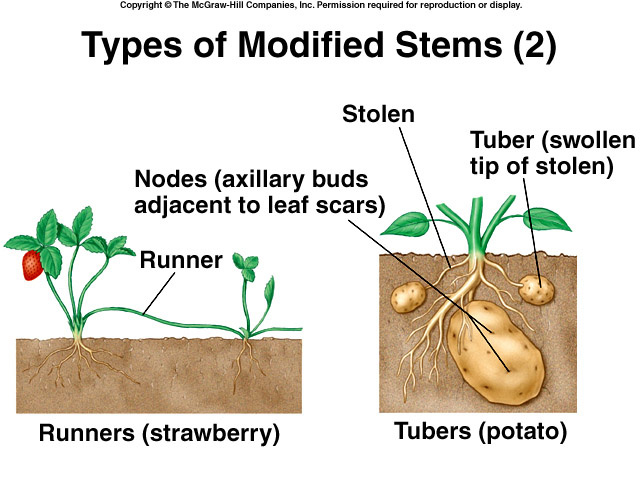 Copyright © The McGraw-Hill Companies, Inc. Permission required for reproduction or display.
Types of Modified Stems (2)
Stolen
Tuber (swollen
tip of stolen)
Nodes (axillary buds
adjacent to leaf scars)
Runner
Runners (strawberry)
Tubers (potato)